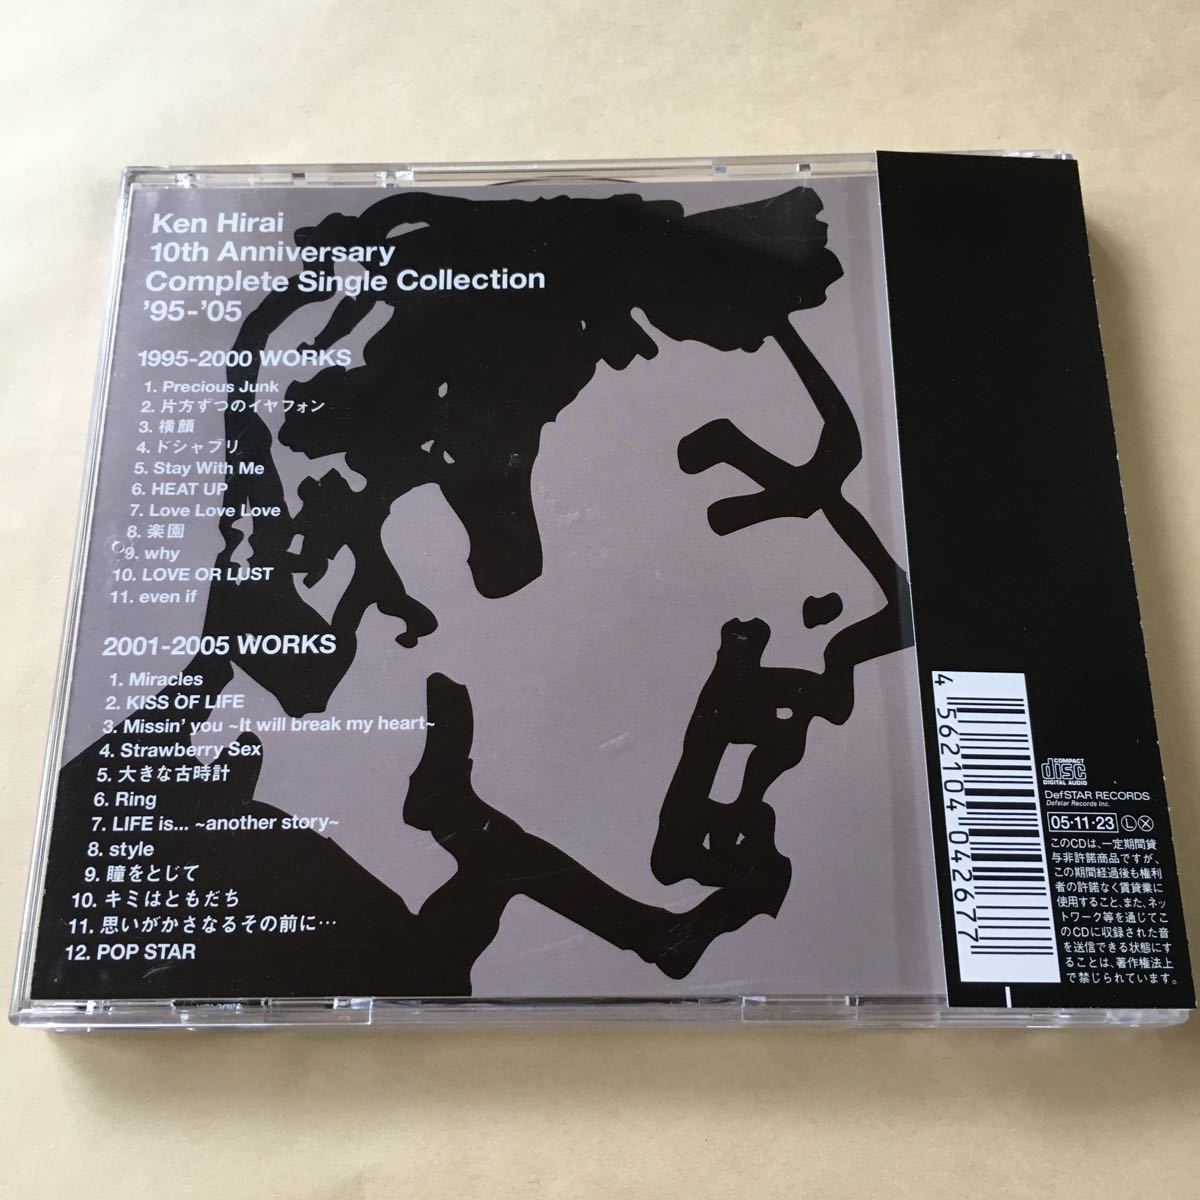 Ken Hirai
10th Anniversary
Complete Single Collection
'95-'05
1995-2000 WORKS
1. Precious Junk
2. 片方ずつのイヤフォン
3. 横顔
4. ドシャブリ
5. Stay With Me
6. HEAT UP
7. Love Love Love
8. 楽園
9. why
10. LOVE OR LUST
11. even if
2001-2005 WORKS
1. Miracles
2. KISS OF LIFE
3. Missin' you ~It will break my heart~
4. Strawberry Sex
5. 大きな古時計
6. Ring
7. LIFE is... ~another story~
8. style
9. 瞳をとじて
10. キミはともだち
11. 思いがかさなるその前に…
12. POP STAR
4 562104 042677
COMPACT
disc
DIGITAL AUDIO
DefSTAR RECORDS
Defstar Records Inc.
05·11·23 Ⓛ Ⓧ
このCDは、一定期間貸
与非許諾商品ですが、
この期間経過後も権利
者の許諾なく賃貸業に
使用すること、また、ネッ
トワーク等を通じてこ
のCDに収録された音
を送信できる状態にす
ることは、著作権法上
で禁じられています。